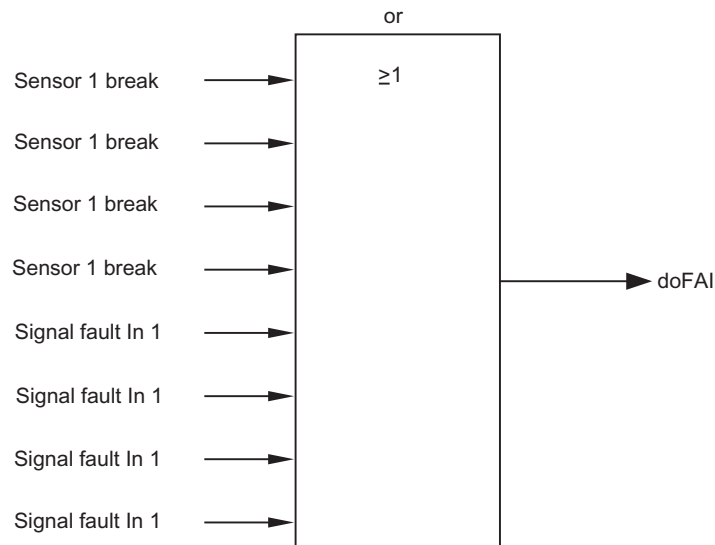 or
≥1
Sensor 1 break
Sensor 1 break
Sensor 1 break
Sensor 1 break
doFAI
Signal fault In 1
Signal fault In 1
Signal fault In 1
Signal fault In 1